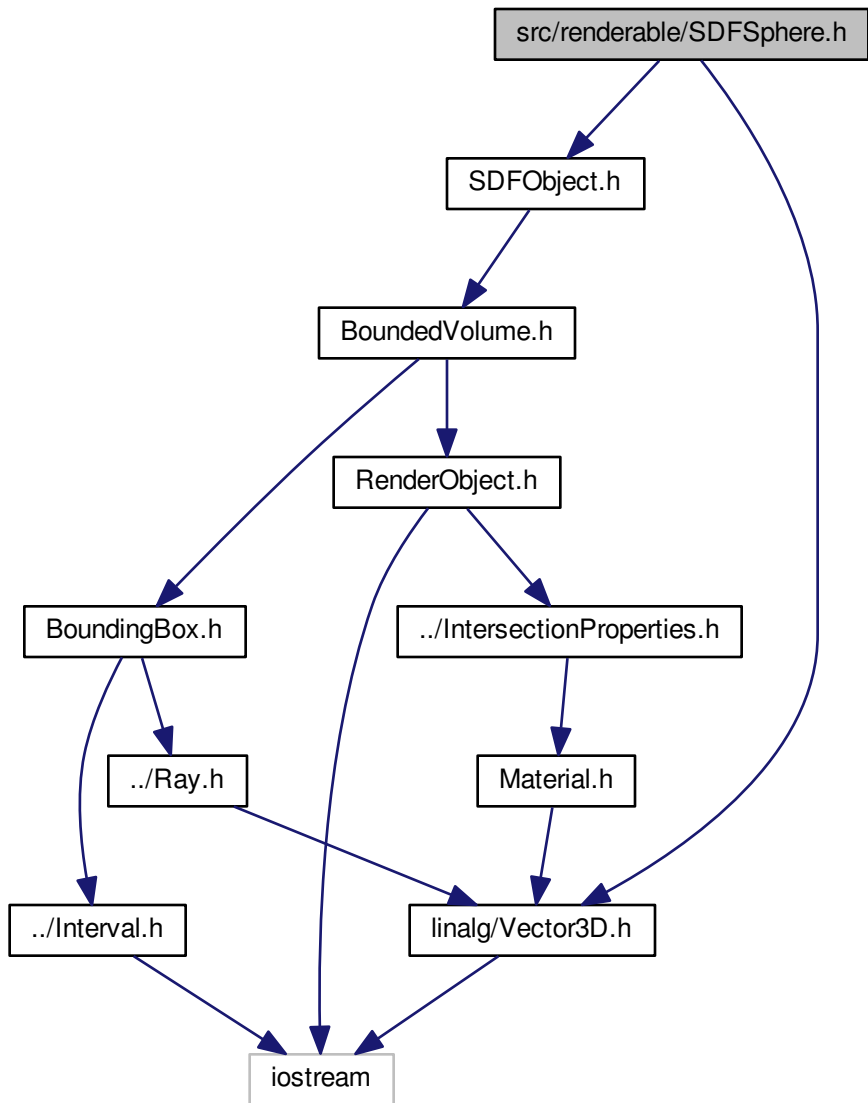 src/renderable/SDFSphere.h
SDFObject.h
BoundedVolume.h
RenderObject.h
BoundingBox.h
../IntersectionProperties.h
../Ray.h
Material.h
../Interval.h
linalg/Vector3D.h
iostream